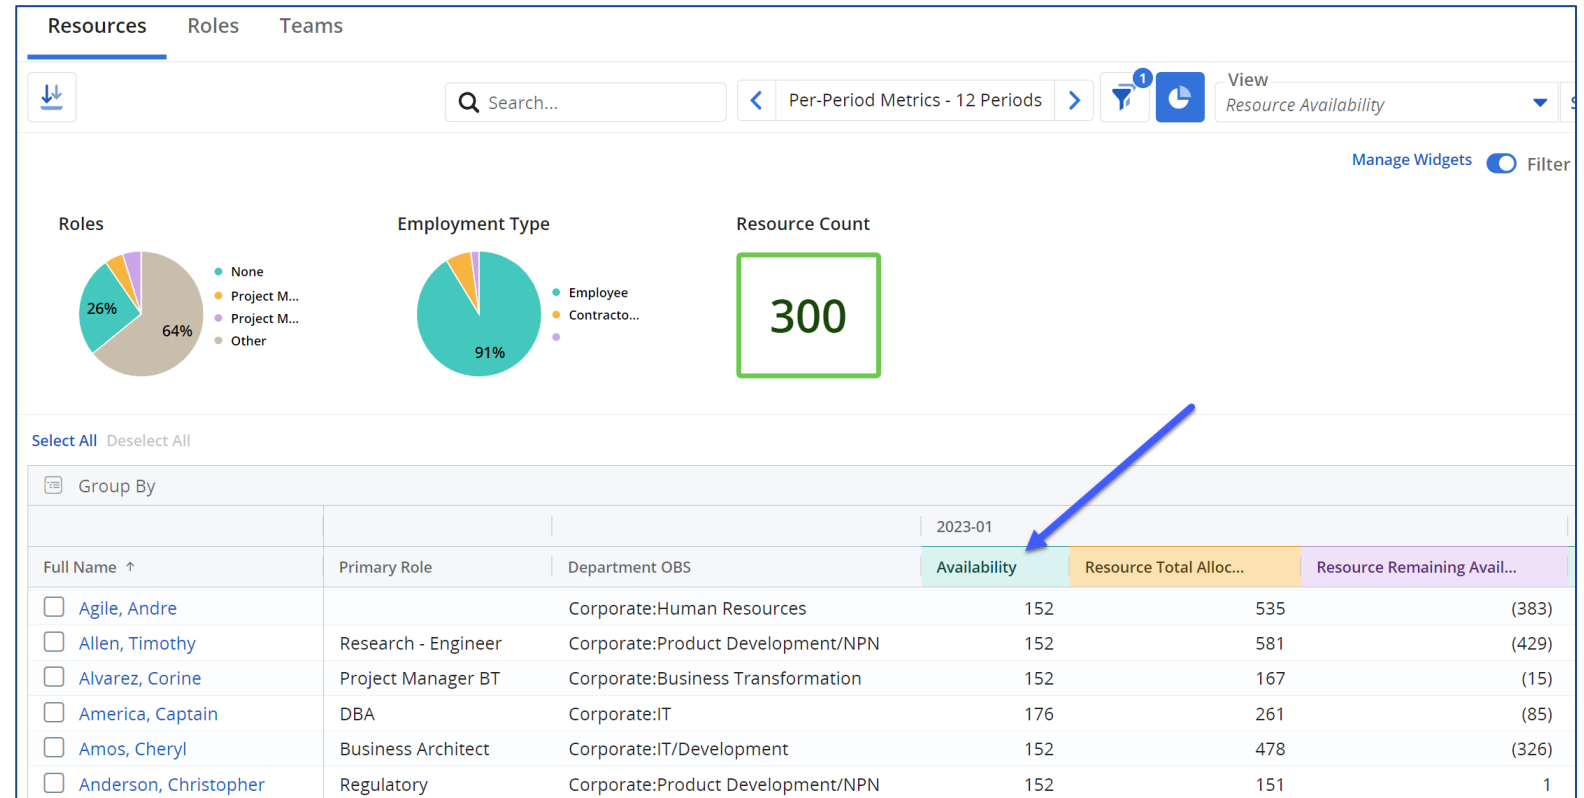 Resources Roles Teams
Search... Per-Period Metrics - 12 Periods 1 View
Resource Availability
Manage Widgets Filter
Roles Employment Type Resource Count
None
Project M...
Project M...
Other
26%
64%
Employee
Contracto...
91%
300
Select All Deselect All
Group By
2023-01
Full Name ↑ Primary Role Department OBS Availability Resource Total Alloc... Resource Remaining Avail...
Agile, Andre Corporate:Human Resources 152 535 (383)
Allen, Timothy Research - Engineer Corporate:Product Development/NPN 152 581 (429)
Alvarez, Corine Project Manager BT Corporate:Business Transformation 152 167 (15)
America, Captain DBA Corporate:IT 176 261 (85)
Amos, Cheryl Business Architect Corporate:IT/Development 152 478 (326)
Anderson, Christopher Regulatory Corporate:Product Development/NPN 152 151 1